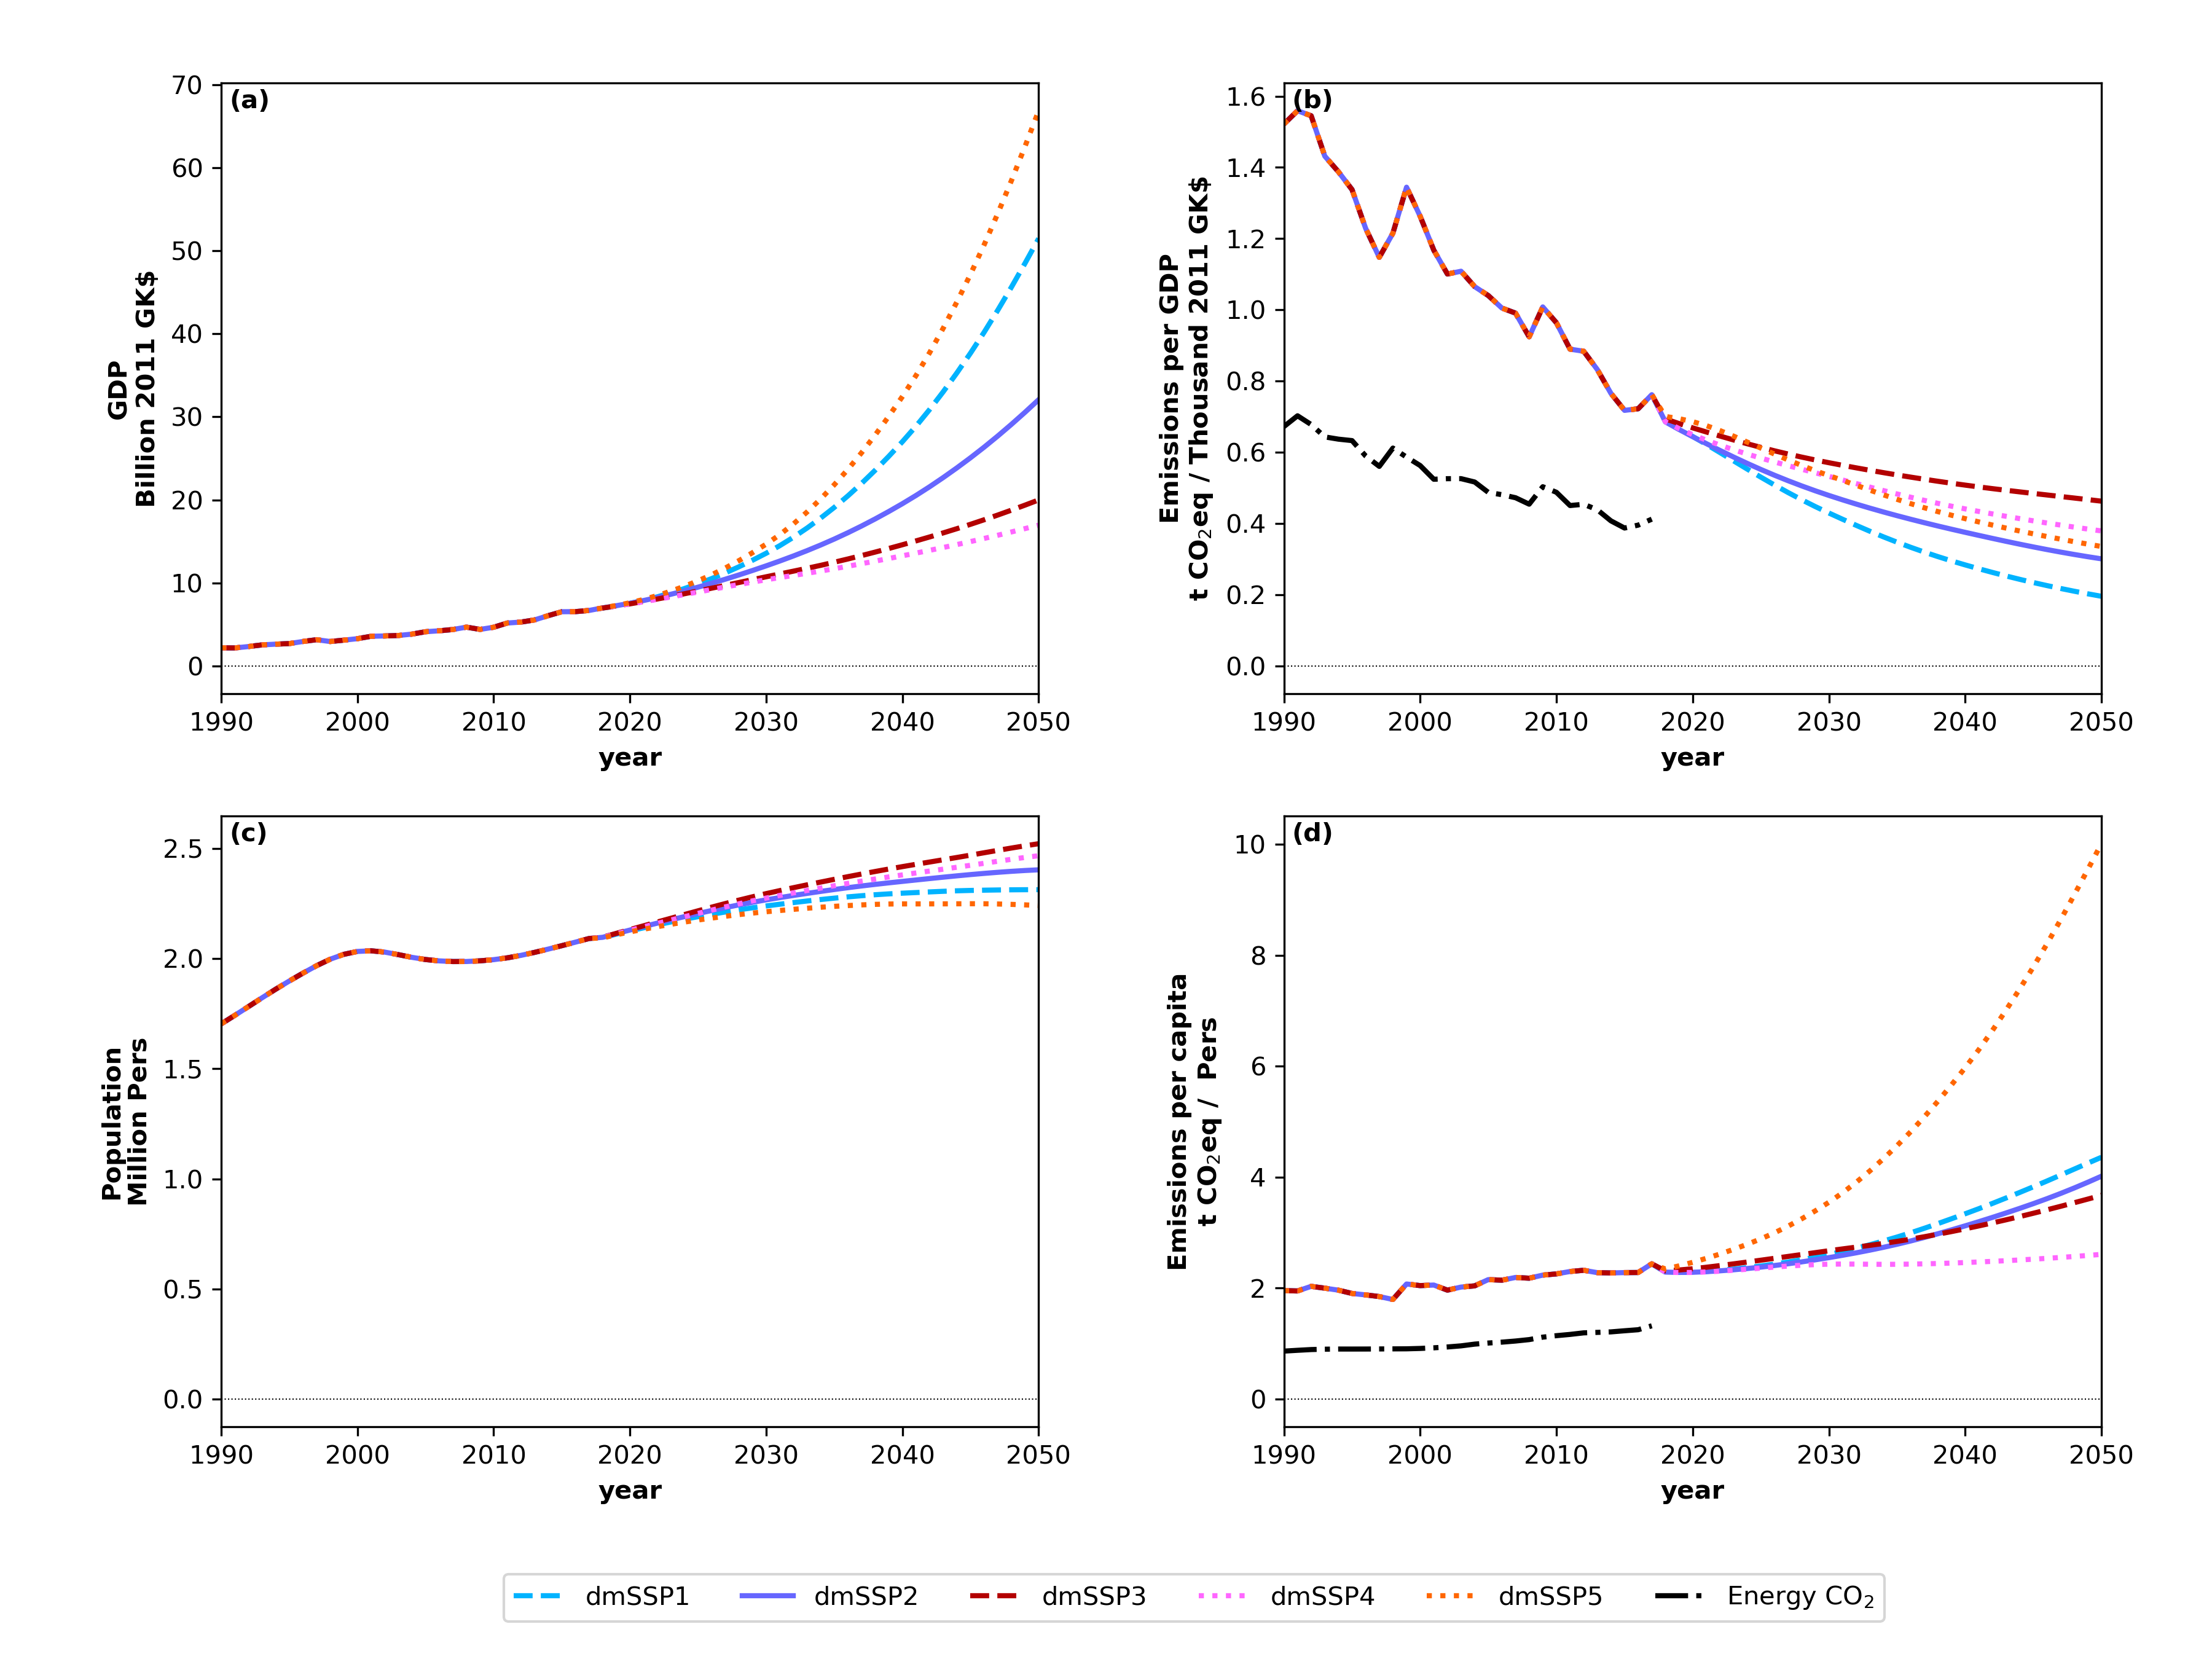 (a)
GDP
Billion 2011 GK$
70
60
50
40
30
20
10
0
1990 2000 2010 2020 2030 2040 2050
year
(b)
Emissions per GDP
t CO₂eq / Thousand 2011 GK$
1.6
1.4
1.2
1.0
0.8
0.6
0.4
0.2
0.0
1990 2000 2010 2020 2030 2040 2050
year
(c)
Population
Million Pers
2.5
2.0
1.5
1.0
0.5
0.0
1990 2000 2010 2020 2030 2040 2050
year
(d)
Emissions per capita
t CO₂eq / Pers
10
8
6
4
2
0
1990 2000 2010 2020 2030 2040 2050
year
dmSSP1 dmSSP2 dmSSP3 dmSSP4 dmSSP5 Energy CO₂